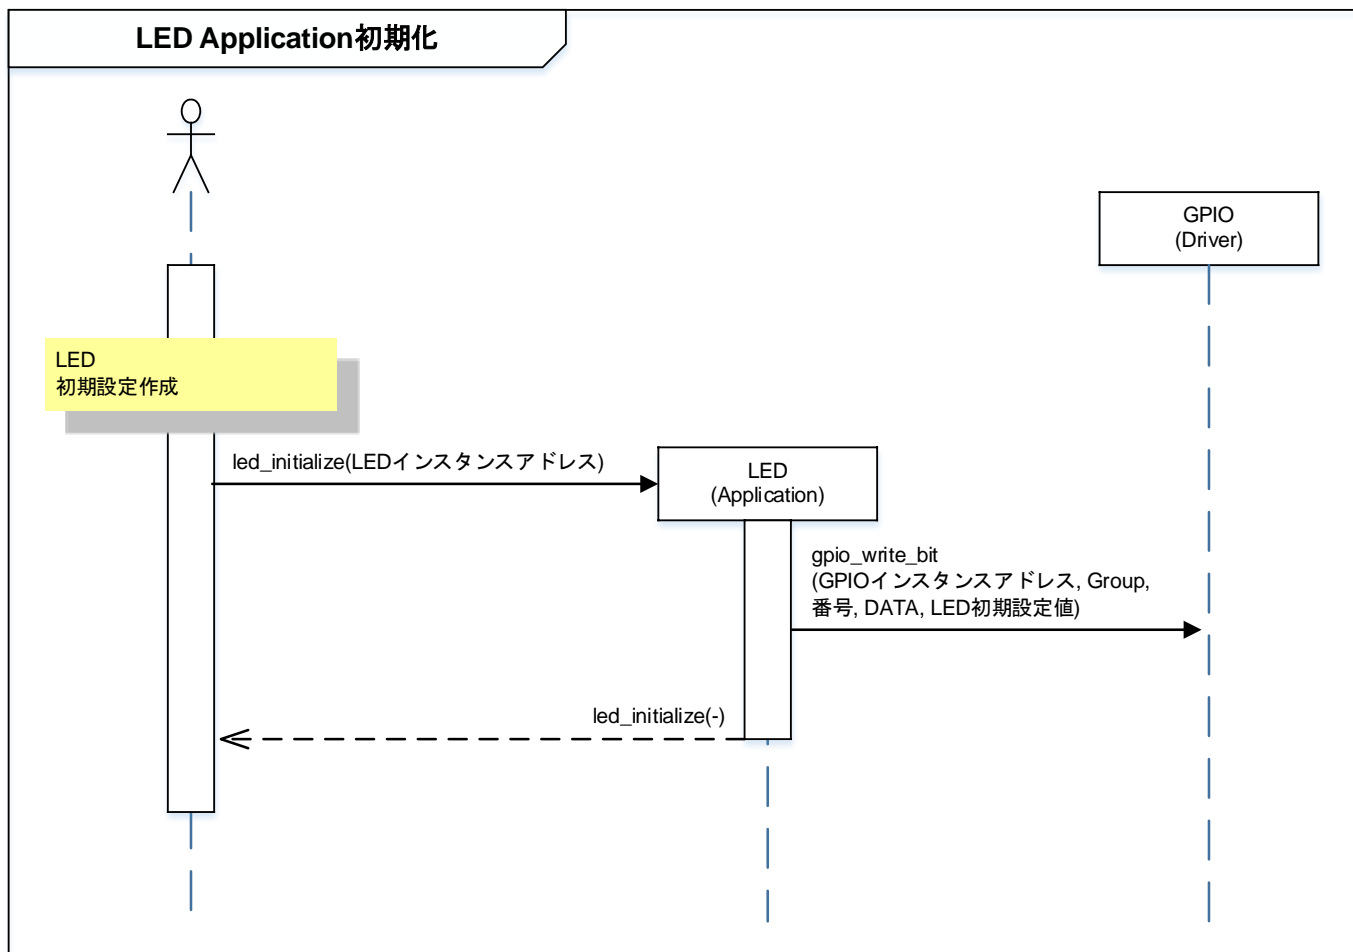 LED Application初期化
GPIO
(Driver)
LED
初期設定作成
led_initialize(LEDインスタンスアドレス)
LED
(Application)
gpio_write_bit
(GPIOインスタンスアドレス, Group,
番号, DATA, LED初期設定値)
led_initialize(-)